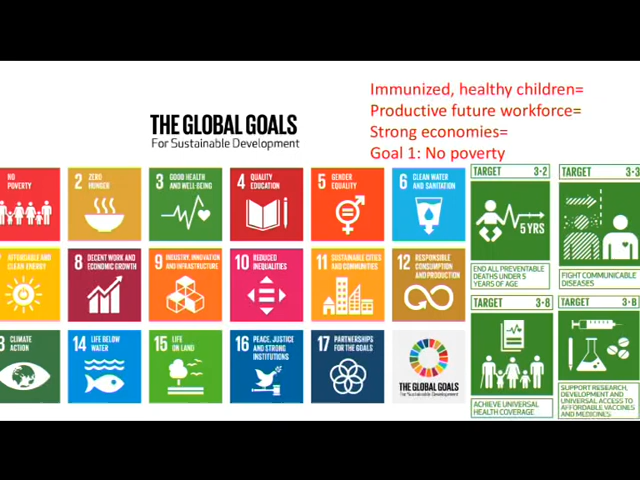 Immunized, healthy children=
Productive future workforce=
Strong economies=
Goal 1: No poverty
THE GLOBAL GOALS
For Sustainable Development
NO
POVERTY
2 ZERO
HUNGER
3 GOOD HEALTH
AND WELL-BEING
4 QUALITY
EDUCATION
5 GENDER
EQUALITY
6 CLEAN WATER
AND SANITATION
AFFORDABLE AND
CLEAN ENERGY
8 DECENT WORK AND
ECONOMIC GROWTH
9 INDUSTRY, INNOVATION
AND INFRASTRUCTURE
10 REDUCED
INEQUALITIES
11 SUSTAINABLE CITIES
AND COMMUNITIES
12 RESPONSIBLE
CONSUMPTION
AND PRODUCTION
3 CLIMATE
ACTION
14 LIFE BELOW
WATER
15 LIFE
ON LAND
16 PEACE, JUSTICE
AND STRONG
INSTITUTIONS
17 PARTNERSHIPS
FOR THE GOALS
THE GLOBAL GOALS
For Sustainable Development
TARGET 3·2
5 YRS
END ALL PREVENTABLE
DEATHS UNDER 5
YEARS OF AGE
TARGET 3·3
FIGHT COMMUNICABLE
DISEASES
TARGET 3·8
ACHIEVE UNIVERSAL
HEALTH COVERAGE
TARGET 3·B
SUPPORT RESEARCH,
DEVELOPMENT AND
UNIVERSAL ACCESS TO
AFFORDABLE VACCINES
AND MEDICINES